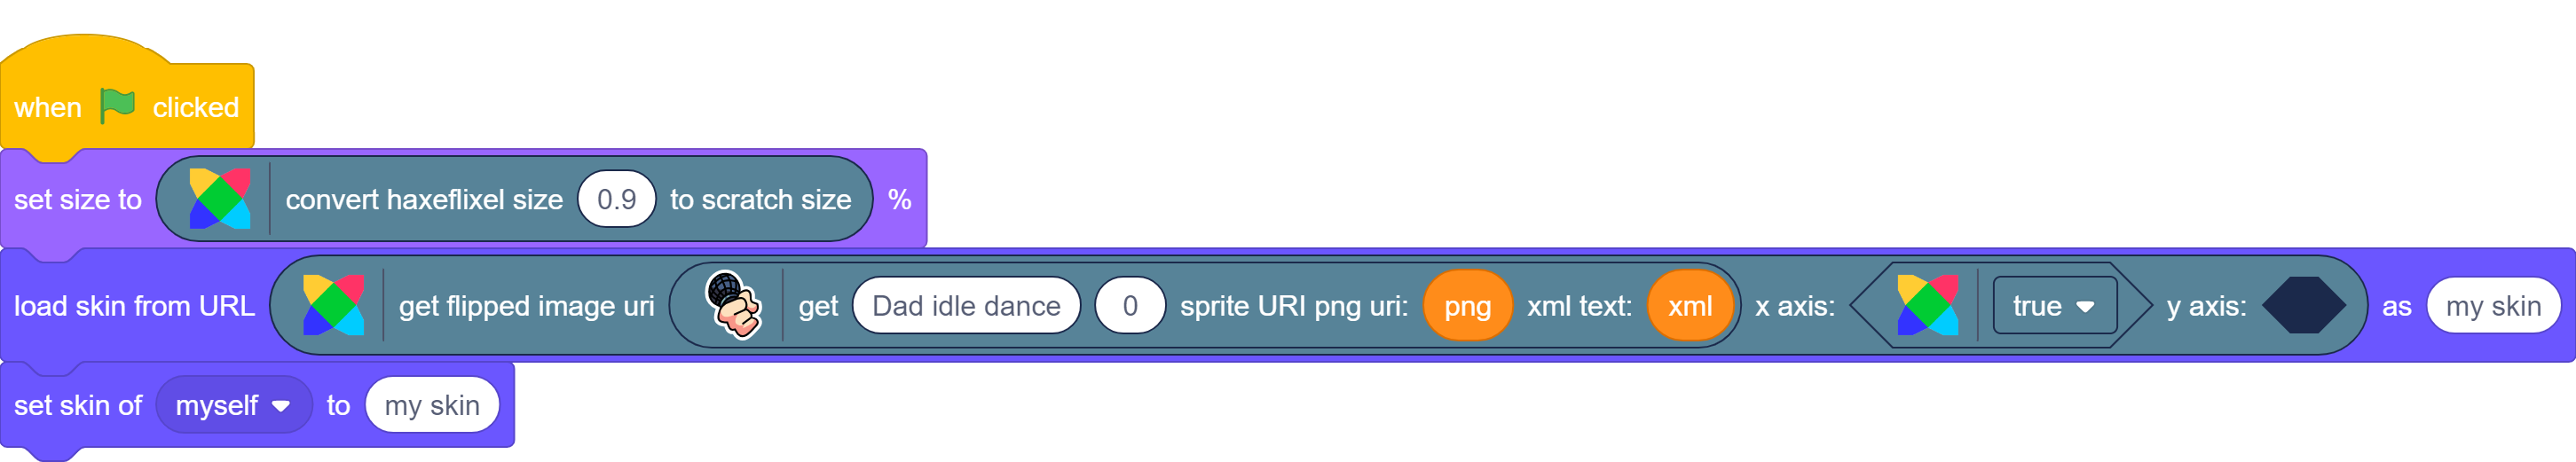 when clicked
set size to convert haxeflixel size 0.9 to scratch size %
load skin from URL get flipped image uri get Dad idle dance 0 sprite URI png uri: png xml text: xml x axis: true y axis: as my skin
set skin of myself to my skin